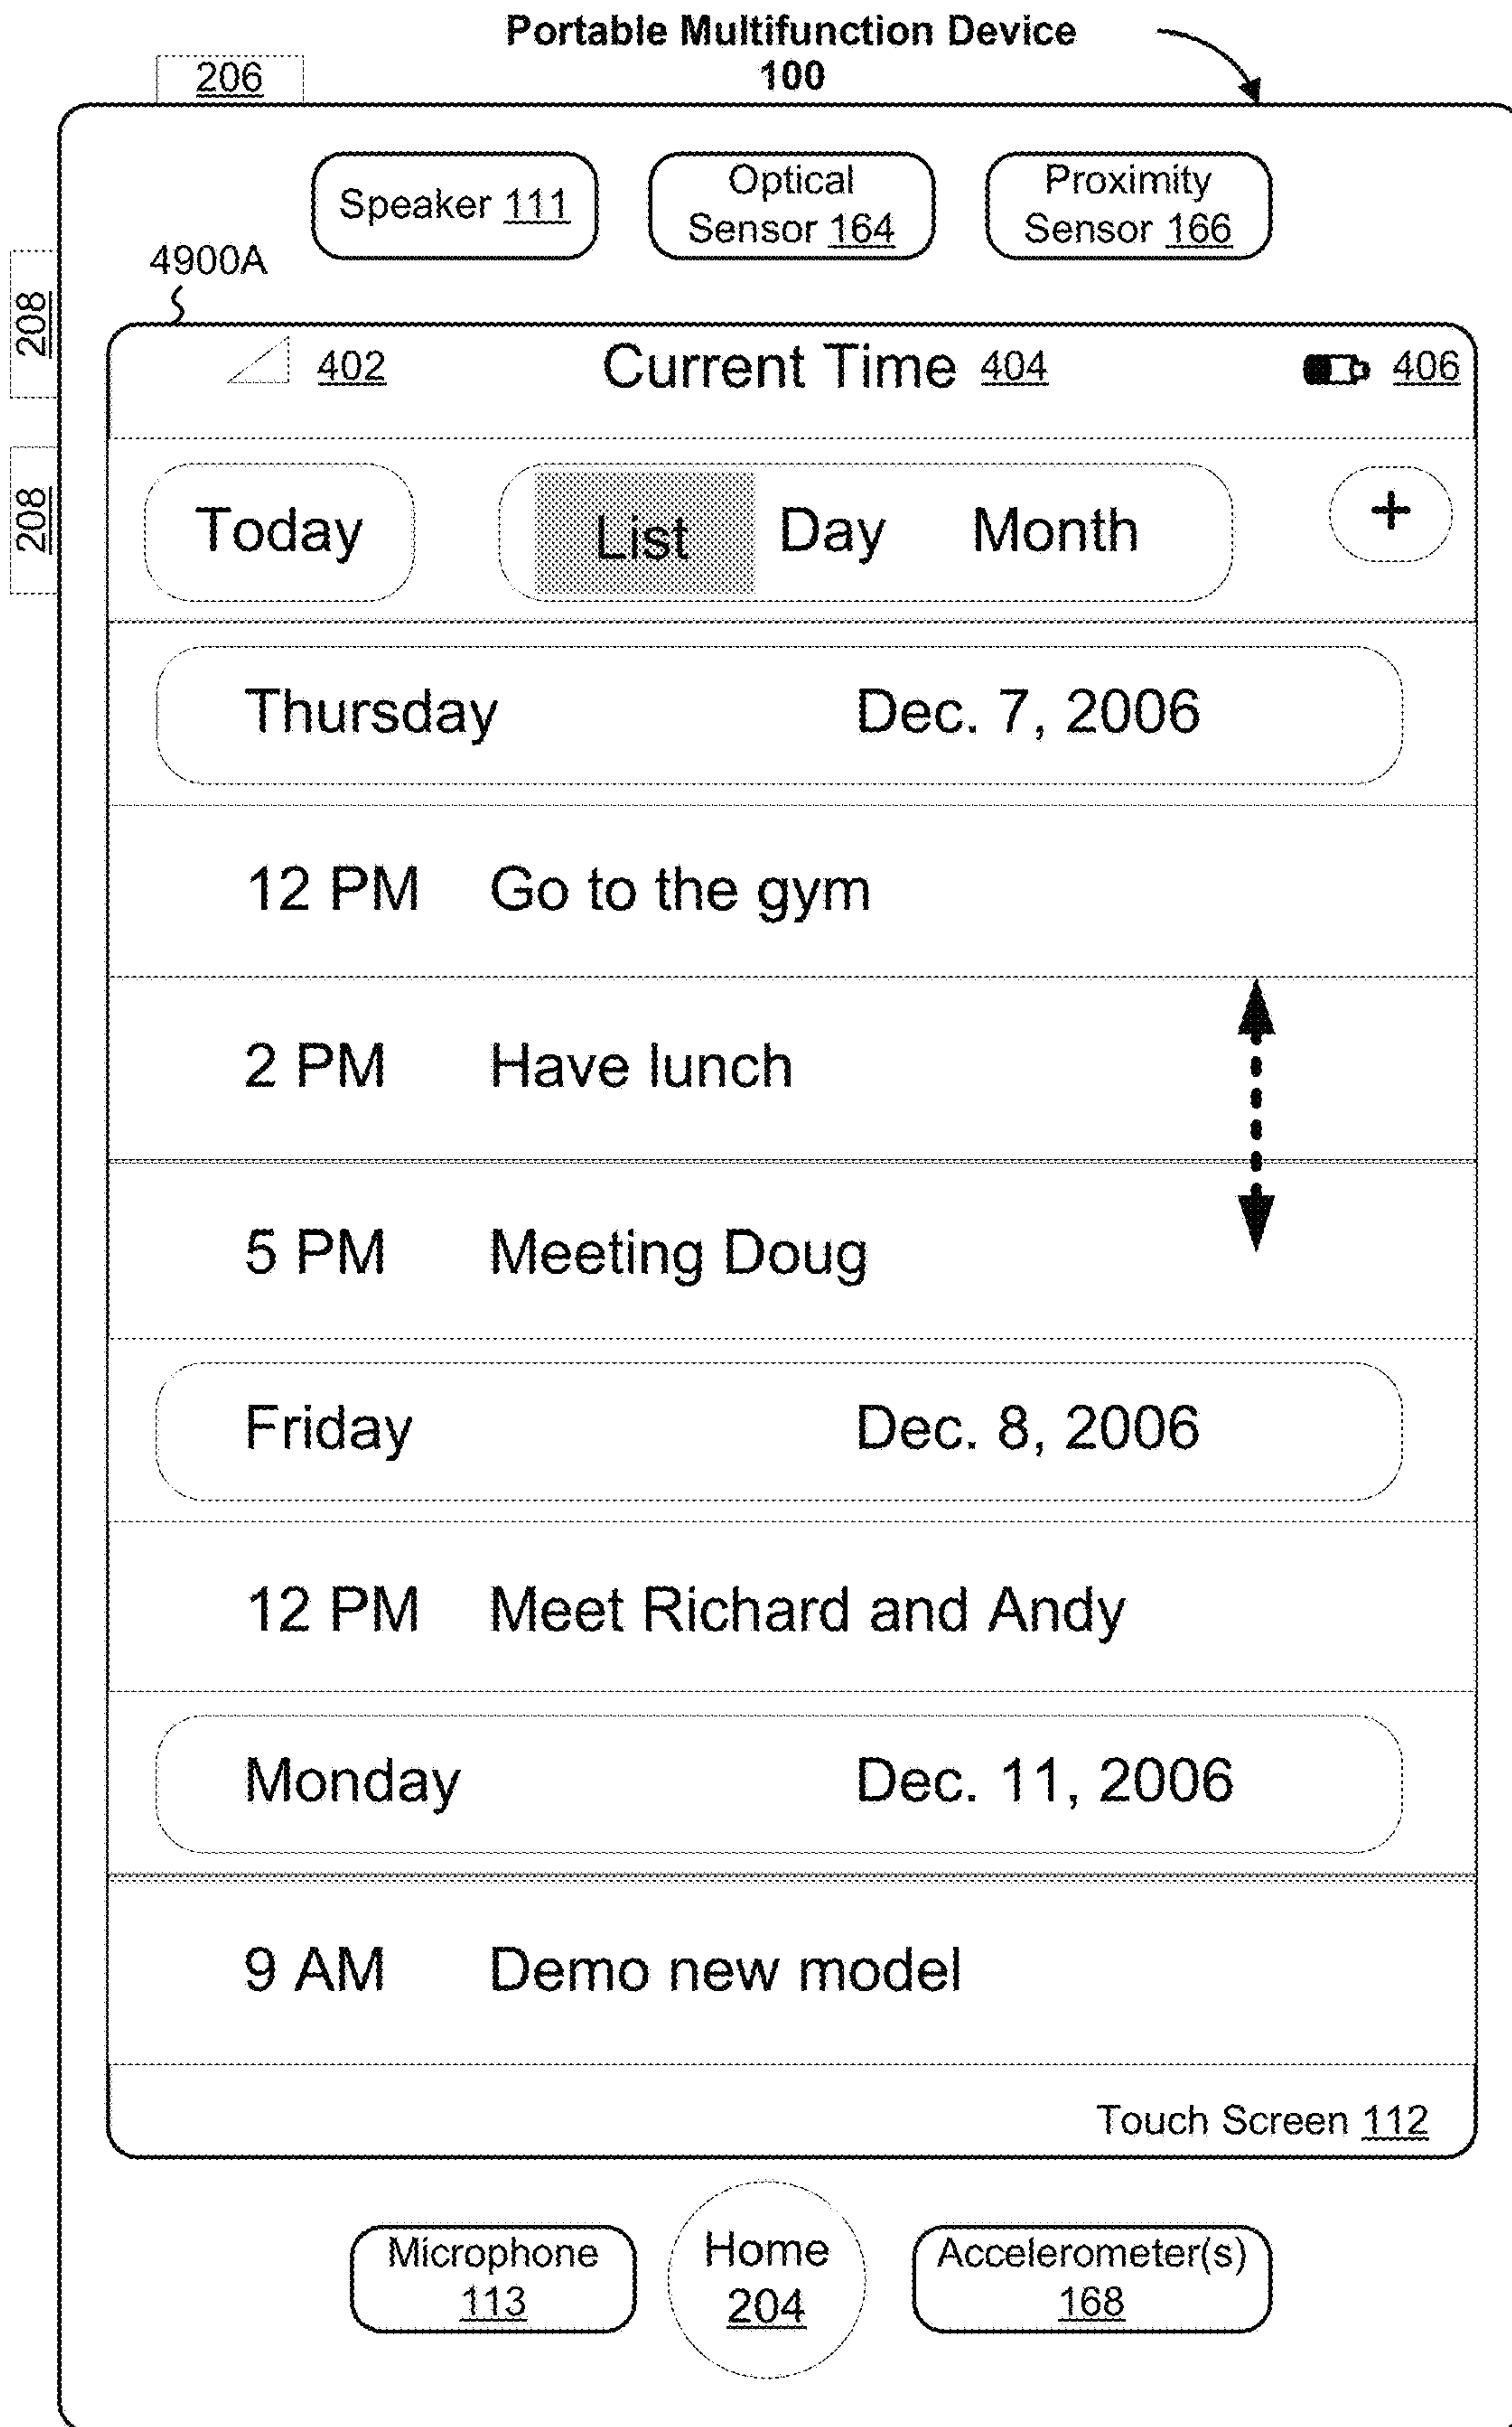 Portable Multifunction Device
100
206
Speaker 111
Optical
Sensor 164
Proximity
Sensor 166
4900A
208
208
402
Current Time 404
406
Today
List Day Month
+
Thursday Dec. 7, 2006
12 PM Go to the gym
2 PM Have lunch
5 PM Meeting Doug
Friday Dec. 8, 2006
12 PM Meet Richard and Andy
Monday Dec. 11, 2006
9 AM Demo new model
Touch Screen 112
Microphone
113
Home
204
Accelerometer(s)
168